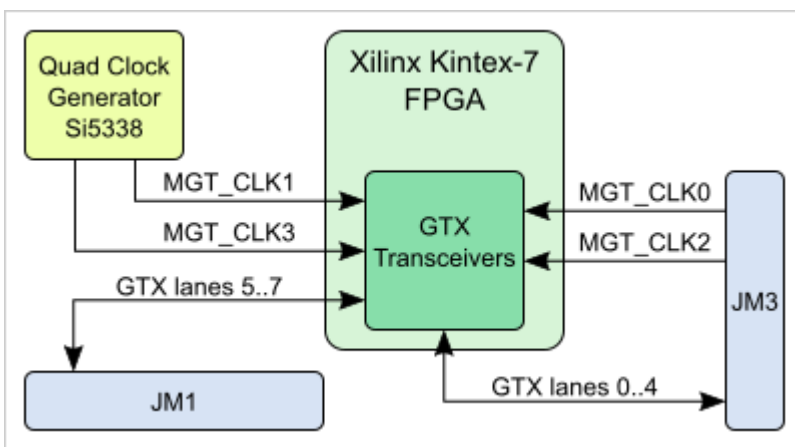 Quad Clock
Generator
Si5338
Xilinx Kintex-7
FPGA
MGT_CLK1
MGT_CLK3
GTX
Transceivers
MGT_CLK0
MGT_CLK2
GTX lanes 5..7
JM3
JM1
GTX lanes 0..4